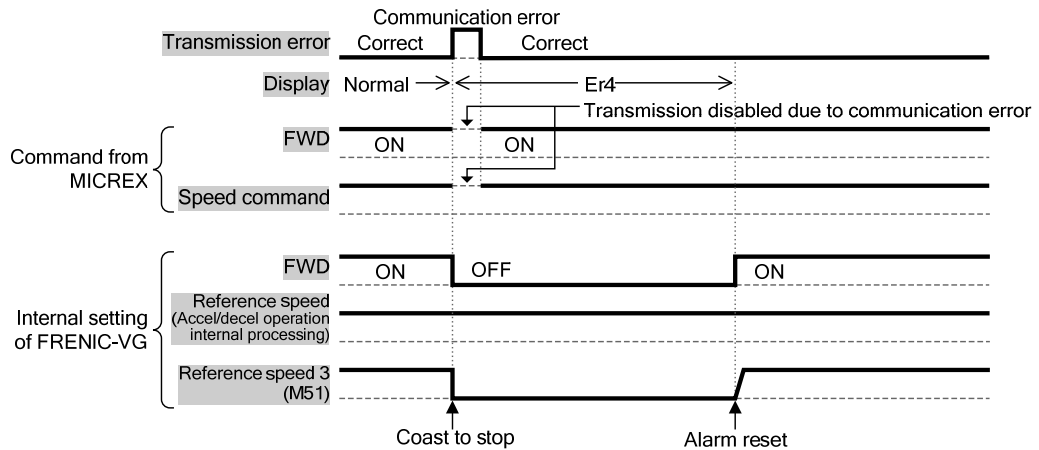 Communication error
Transmission error
Correct
Correct
Display
Normal
Er4
Transmission disabled due to communication error
Command from
MICREX
FWD
ON
ON
Speed command
Internal setting
of FRENIC-VG
FWD
ON
OFF
ON
Reference speed
(Accel/decel operation
internal processing)
Reference speed 3
(M51)
Coast to stop
Alarm reset